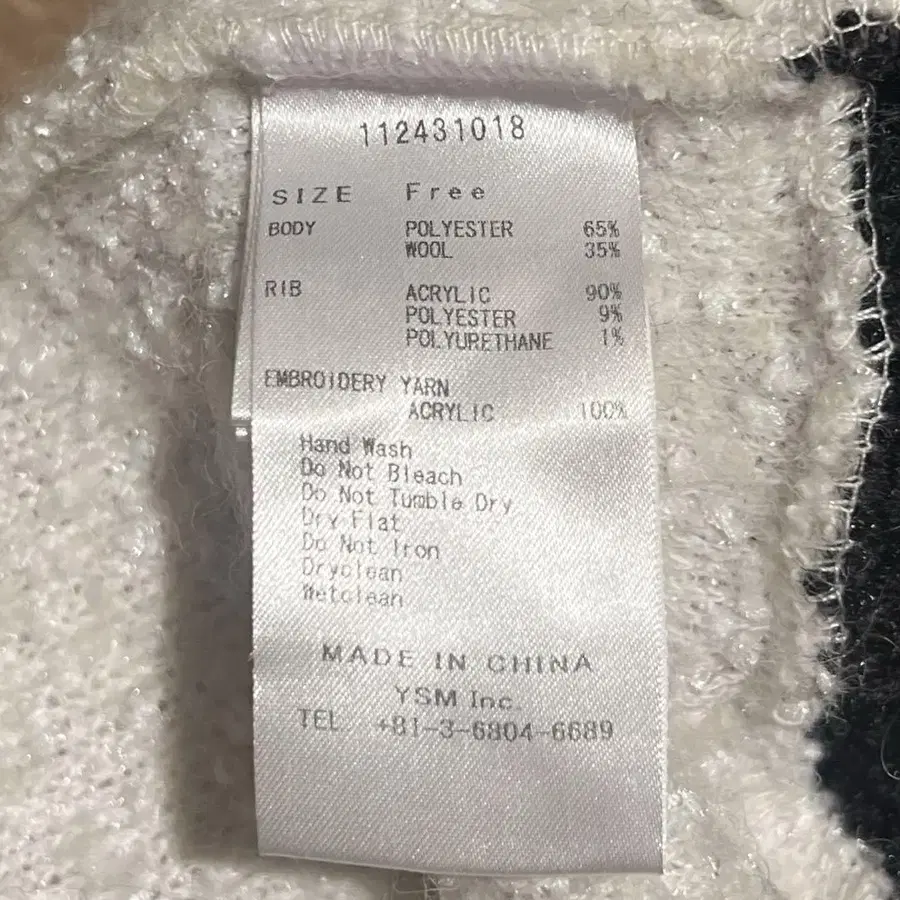 112431018
SIZE Free
BODY POLYESTER 65%
WOOL 35%
RIB ACRYLIC 90%
POLYESTER 9%
POLYURETHANE 1%
EMBROIDERY YARN
ACRYLIC 100%
Hand Wash
Do Not Bleach
Do Not Tumble Dry
Dry Flat
Do Not Iron
Dryclean
Wetclean
MADE IN CHINA
YSM Inc.
TEL +81-3-6804-6689